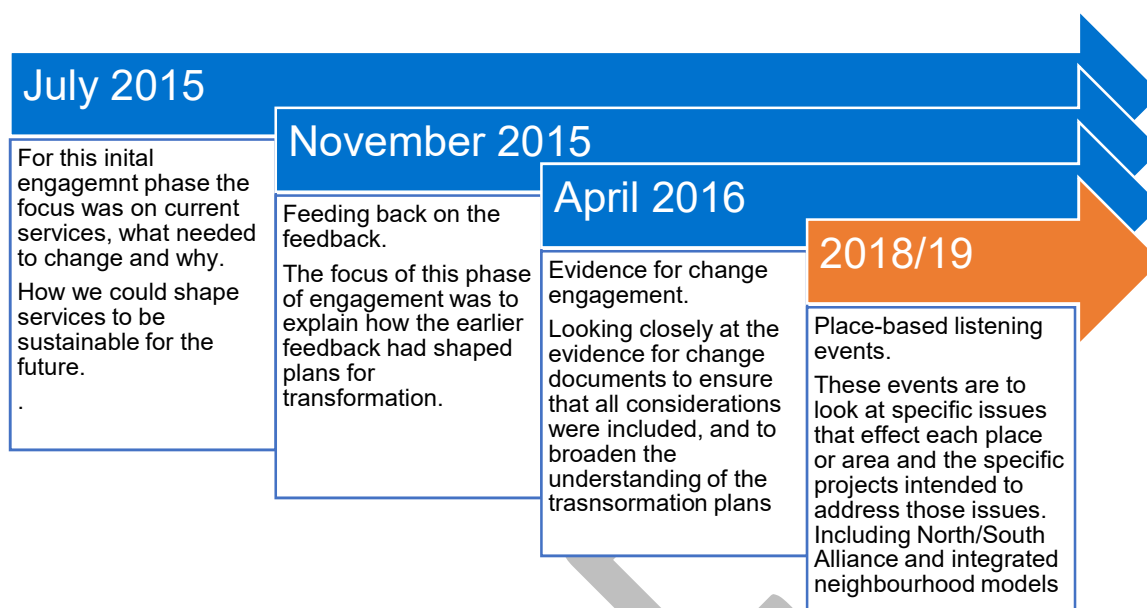 July 2015
For this inital
engagemnt phase the
focus was on current
services, what needed
to change and why.
How we could shape
services to be
sustainable for the
future.
.
November 2015
Feeding back on the
feedback.
The focus of this phase
of engagement was to
explain how the earlier
feedback had shaped
plans for
transformation.
April 2016
Evidence for change
engagement.
Looking closely at the
evidence for change
documents to ensure
that all considerations
were included, and to
broaden the
understanding of the
trasnsormation plans
2018/19
Place-based listening
events.
These events are to
look at specific issues
that effect each place
or area and the specific
projects intended to
address those issues.
Including North/South
Alliance and integrated
neighbourhood models